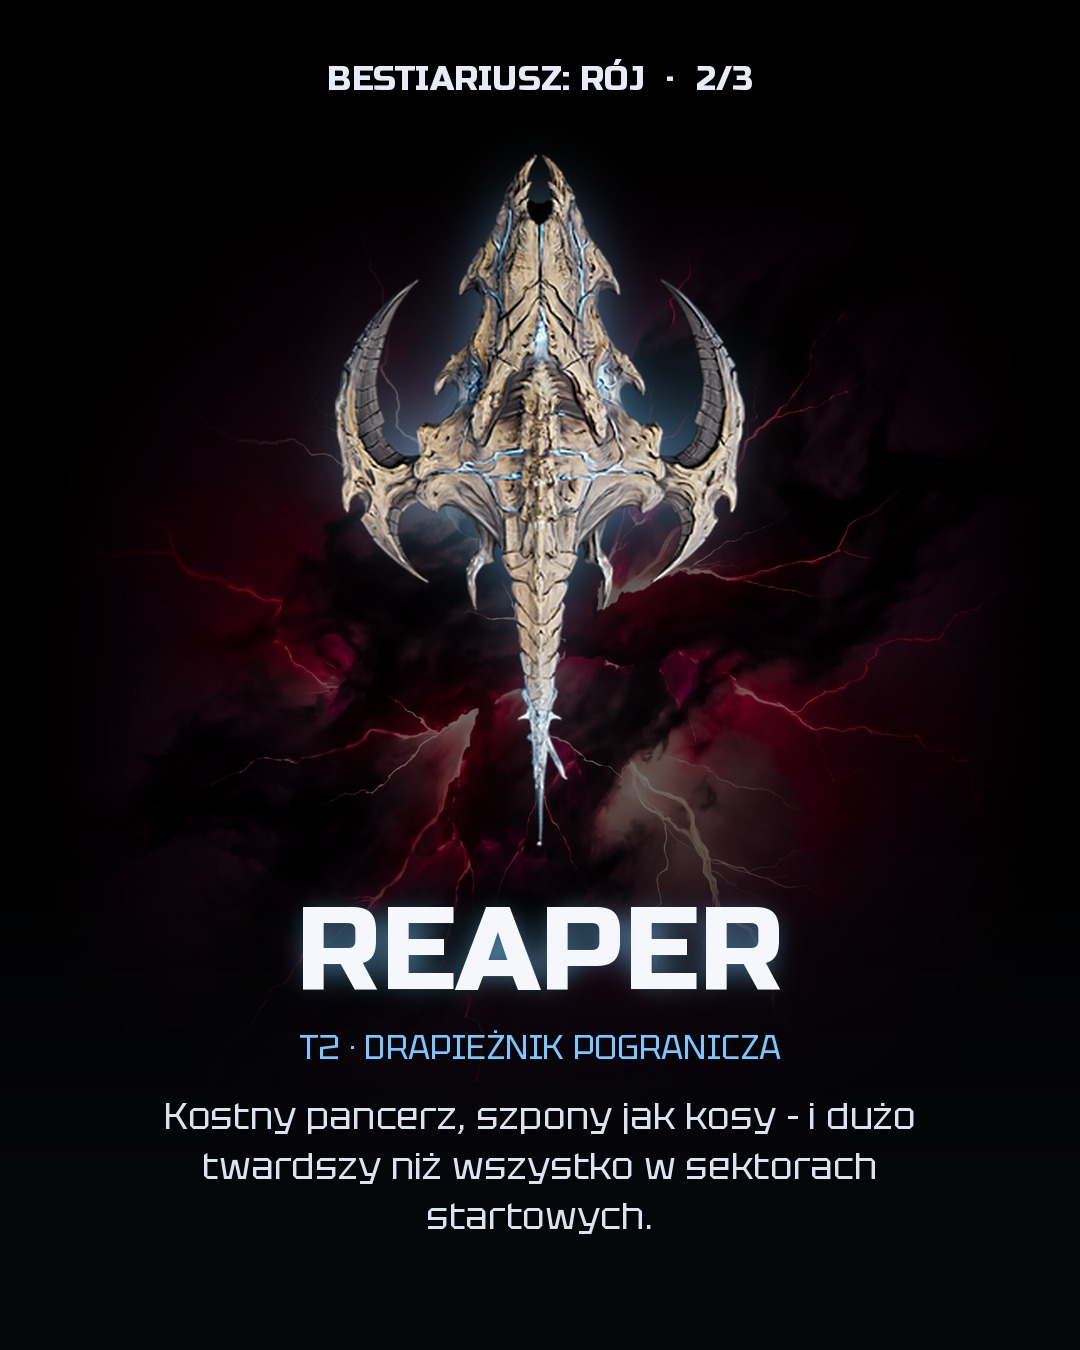 BESTIARIUSZ: RÓJ · 2/3
REAPER
T2 · DRAPIEŻNIK POGRANICZA
Kostny pancerz, szpony jak kosy - i dużo
twardszy niż wszystko w sektorach
startowych.